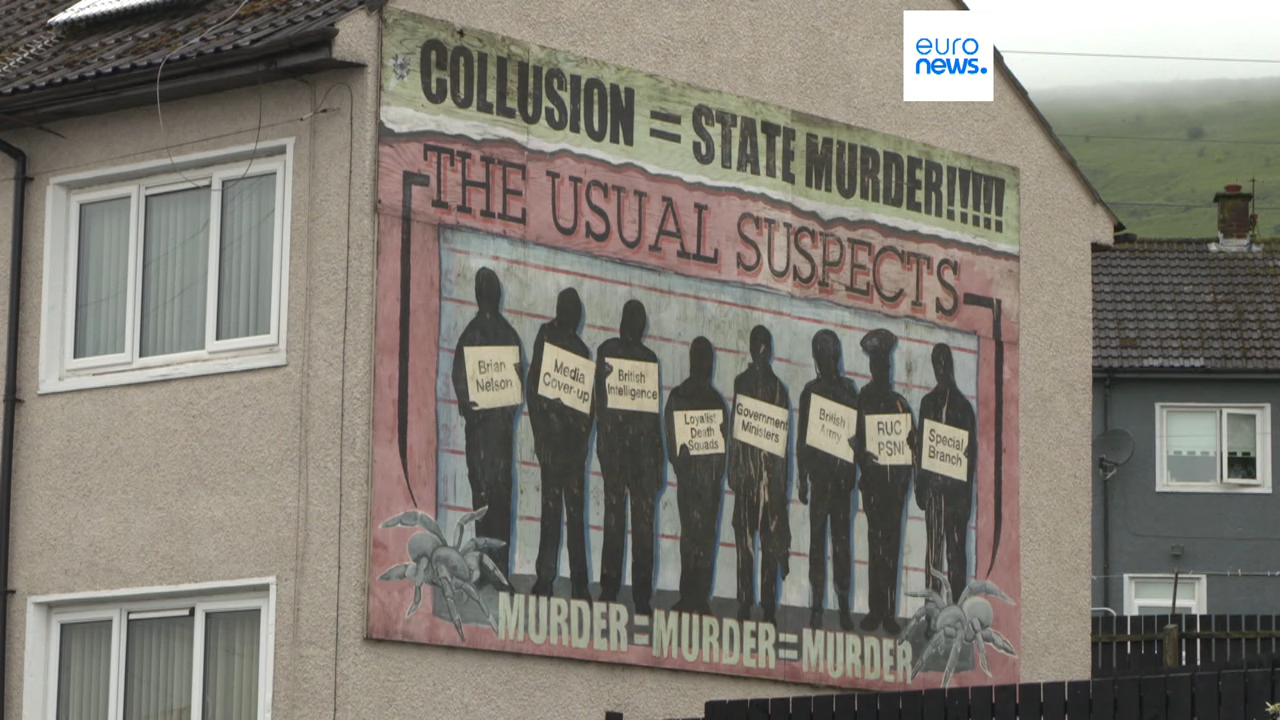 euro
news.
COLLUSION = STATE MURDER!!!!!
THE USUAL SUSPECTS
Brian
Nelson
Media
Cover-up
British
Intelligence
Loyalist
Death
Squads
Government
Ministers
British
Army
RUC
PSNI
Special
Branch
MURDER=MURDER=MURDER